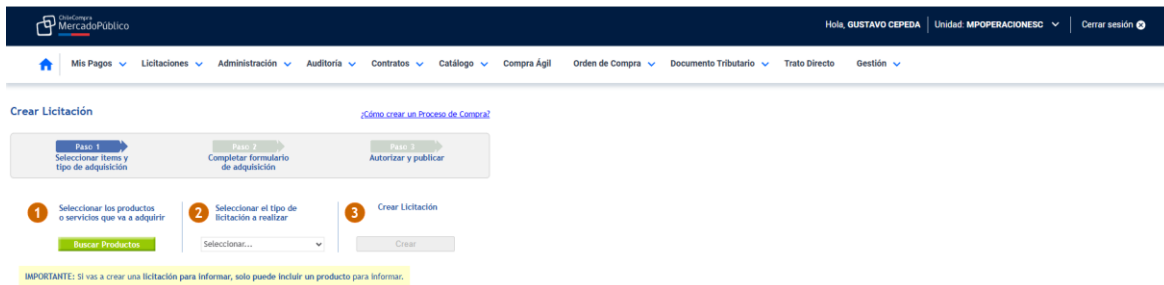 ChileCompra
MercadoPúblico
Hola, GUSTAVO CEPEDA
Unidad: MPOPERACIONESC
Cerrar sesión
Mis Pagos
Licitaciones
Administración
Auditoría
Contratos
Catálogo
Compra Ágil
Orden de Compra
Documento Tributario
Trato Directo
Gestión
Crear Licitación
¿Cómo crear un Proceso de Compra?
Paso 1
Seleccionar ítems y
tipo de adquisición
Paso 2
Completar formulario
de adquisición
Paso 3
Autorizar y publicar
1
Seleccionar los productos
o servicios que va a adquirir
Buscar Productos
2
Seleccionar el tipo de
licitación a realizar
Seleccionar...
3
Crear Licitación
Crear
IMPORTANTE: Si vas a crear una licitación para informar, solo puede incluir un producto para informar.